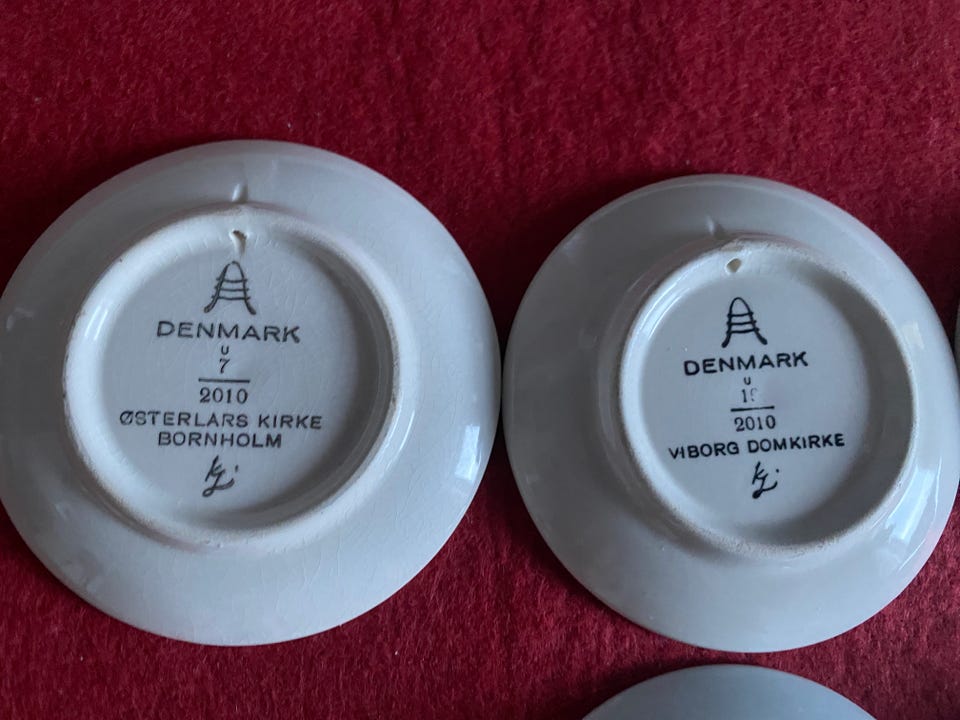 DENMARK
U
7
2010
ØSTERLARS KIRKE
BORNHOLM
DENMARK
U
2010
VIBORG DOMKIRKE